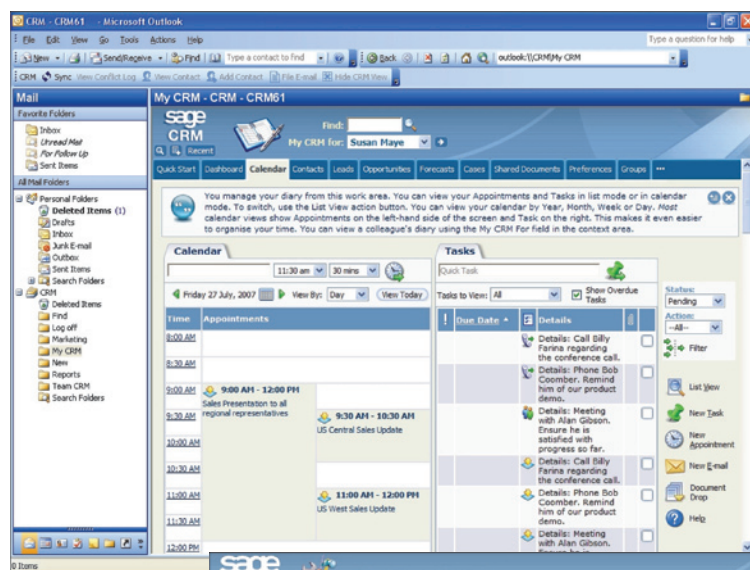 CRM - CRM61 - Microsoft Outlook
File Edit View Go Tools Actions Help
Type a question for help
New Send/Receive Find Type a contact to find Back outlook:\\CRM\My CRM
CRM Sync View Conflict Log View Contact Add Contact File E-mail Hide CRM View
Mail
Favorite Folders
Inbox
Unread Mail
For Follow Up
Sent Items
All Mail Folders
Personal Folders
Deleted Items (1)
Drafts
Inbox
Junk E-mail
Outbox
Sent Items
Search Folders
CRM
Deleted Items
Find
Log off
Marketing
My CRM
New
Reports
Team CRM
Search Folders
0 Items
My CRM - CRM - CRM61
sage
CRM
Recent
Find:
My CRM for: Susan Maye
Quick Start Dashboard Calendar Contacts Leads Opportunities Forecasts Cases Shared Documents Preferences Groups
You manage your diary from this work area. You can view your Appointments and Tasks in list mode or in calendar
mode. To switch, use the List View action button. You can view your calendar by Year, Month, Week or Day. Most
calendar views show Appointments on the left-hand side of the screen and Task on the right. This makes it even easier
to organise your time. You can view a colleague's diary using the My CRM For field in the context area.
Calendar
11:30 am 30 mins
Friday 27 July, 2007 View By: Day View Today
Time Appointments
8:00 AM
8:30 AM
9:00 AM 9:00 AM - 12:00 PM
Sales Presentation to all
regional representatives
9:30 AM 9:30 AM - 10:30 AM
US Central Sales Update
10:00 AM
10:30 AM
11:00 AM 11:00 AM - 12:00 PM
US West Sales Update
11:30 AM
12:00 PM
Tasks
Quick Task
Tasks to View: All Show Overdue
Tasks
! Due Date Details
Details: Call Billy
Farina regarding
the conference call.
Details: Phone Bob
Coomber. Remind
him of our product
demo.
Details: Meeting
with Alan Gibson.
Ensure he is
satisfied with
progress so far.
Details: Call Billy
Farina regarding
the conference call.
Details: Phone Bob
Coomber. Remind
him of our product
demo.
Details: Meeting
with Alan Gibson.
Ensure he is
Status:
Pending
Action:
--All--
Filter
List View
New Task
New
Appointment
New E-mail
Document
Drop
Help
sage